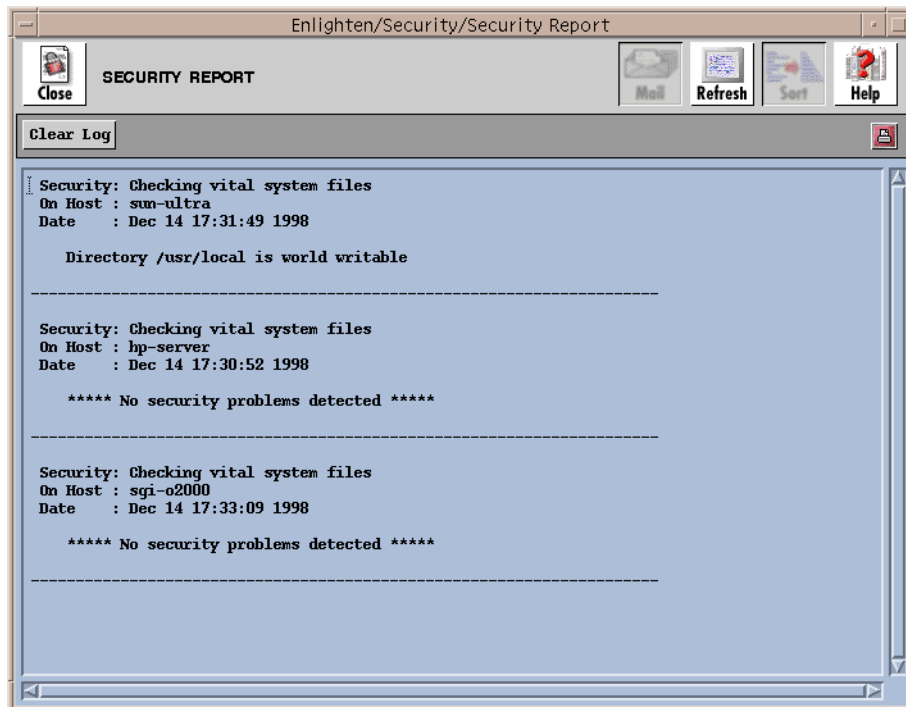 Enlighten/Security/Security Report
Close
SECURITY REPORT
Mail
Refresh
Sort
Help
Clear Log
Security: Checking vital system files
On Host : sun-ultra
Date    : Dec 14 17:31:49 1998
Directory /usr/local is world writable
----------------------------------------------------------------------
Security: Checking vital system files
On Host : hp-server
Date    : Dec 14 17:30:52 1998
***** No security problems detected *****
----------------------------------------------------------------------
Security: Checking vital system files
On Host : sgi-o2000
Date    : Dec 14 17:33:09 1998
***** No security problems detected *****
----------------------------------------------------------------------